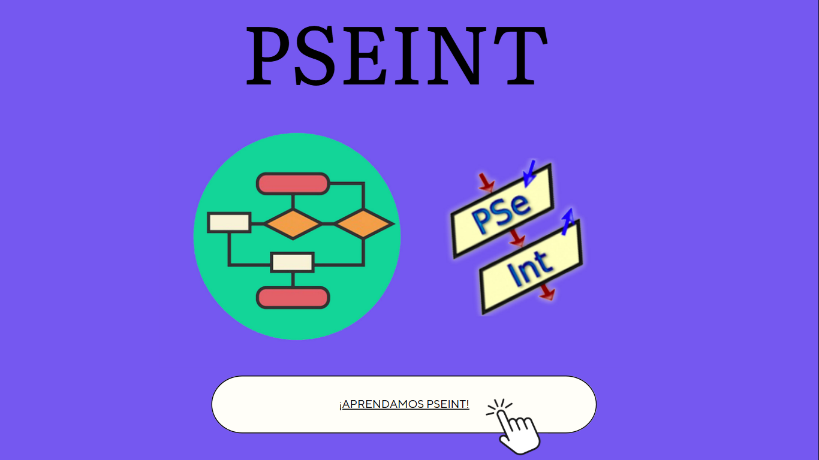 PSEINT
PSe
Int
¡APRENDAMOS PSEINT!